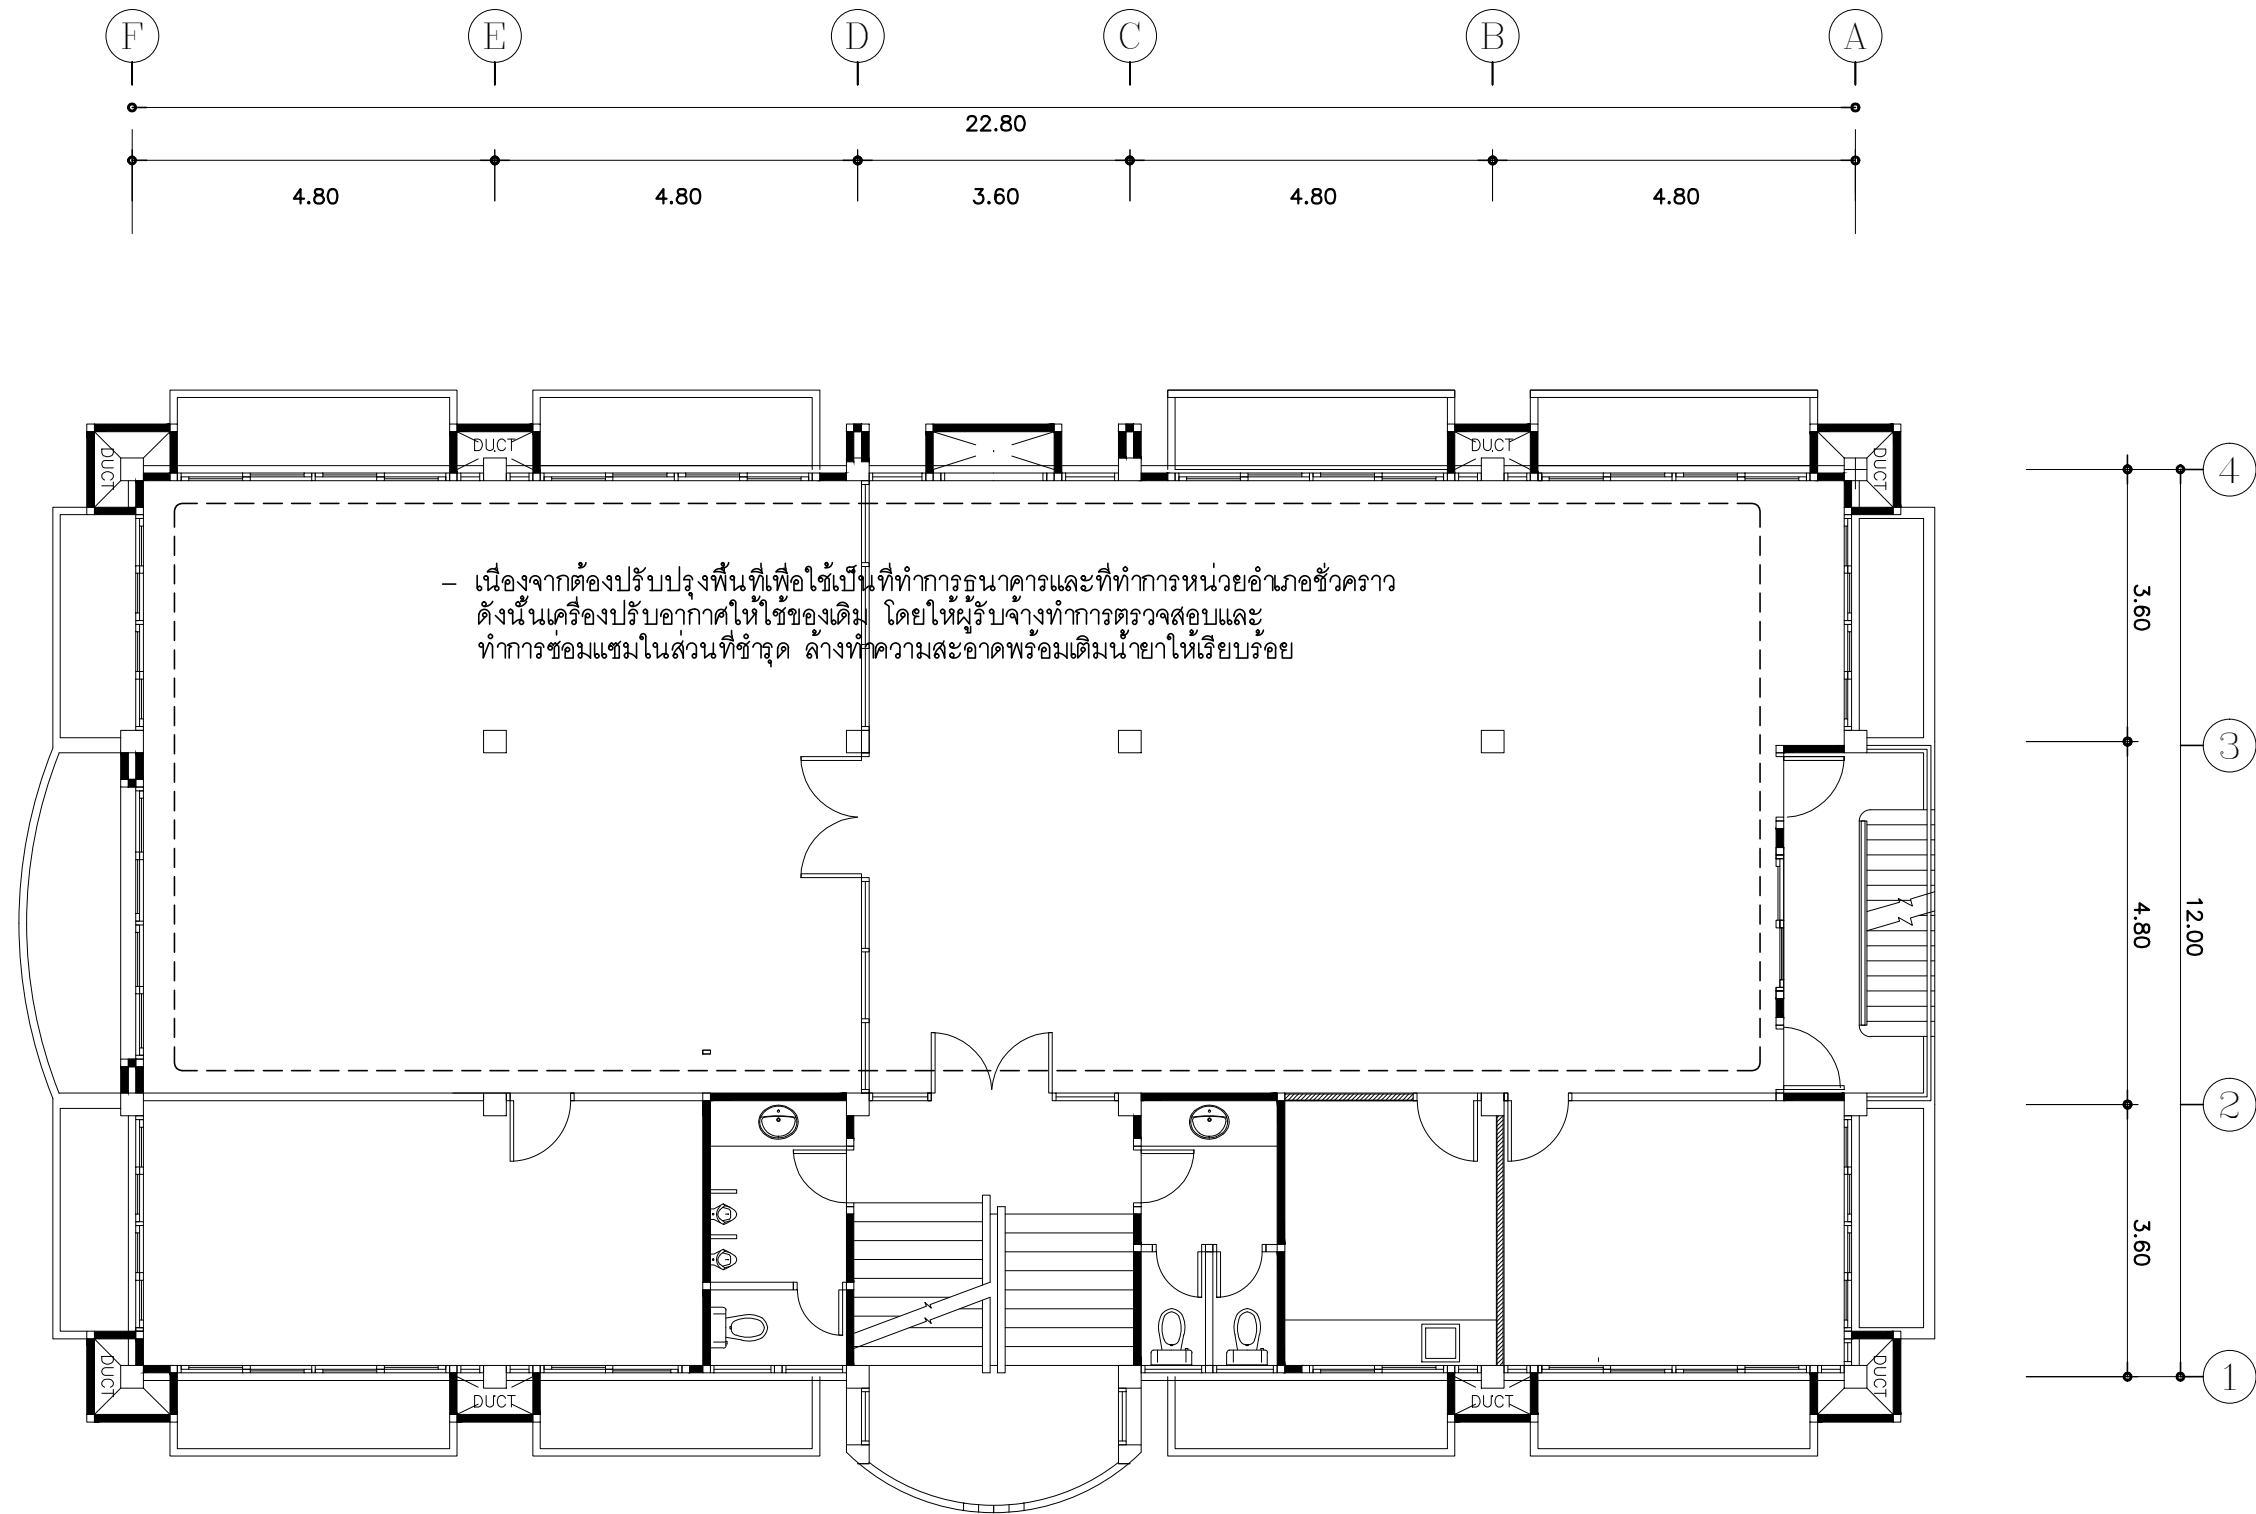 F E D C B A
22.80
4.80 4.80 3.60 4.80 4.80
DUCT DUCT DUCT DUCT
4
– เนื่องจากต้องปรับปรุงพื้นที่เพื่อใช้เป็นที่ทำการธนาคารและที่ทำการหน่วยอำเภอชั่วคราว
ดังนั้นเครื่องปรับอากาศให้ใช้ของเดิม โดยให้ผู้รับจ้างทำการตรวจสอบและ
ทำการซ่อมแซมในส่วนที่ชำรุด ล้างทำความสะอาดพร้อมเติมน้ำยาให้เรียบร้อย
3.60
3
4.80
12.00
2
3.60
DUCT DUCT DUCT DUCT
1